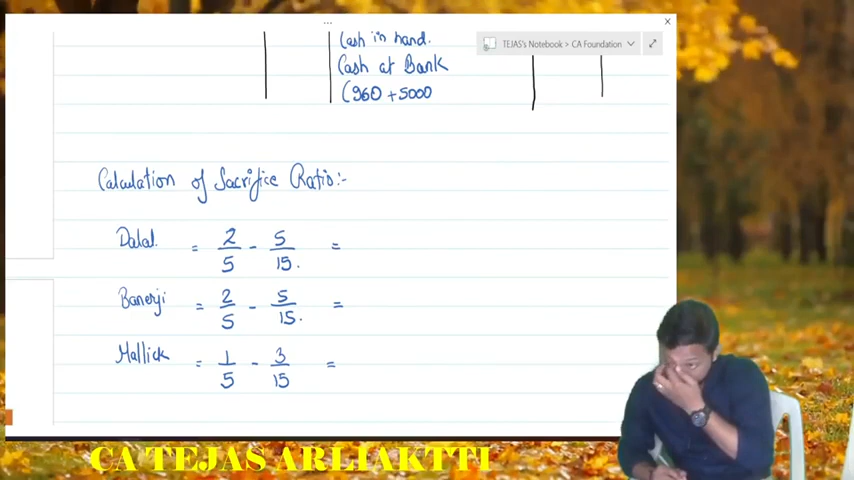 Cash in hand.
TEJAS's Notebook > CA Foundation
Cash at Bank
(960 + 5000
Calculation of Sacrifice Ratio:-
Dalal. = 2/5 - 5/15. =
Banerji = 2/5 - 5/15. =
Mallick = 1/5 - 3/15 =
CA TEJAS ARLIAKTTI